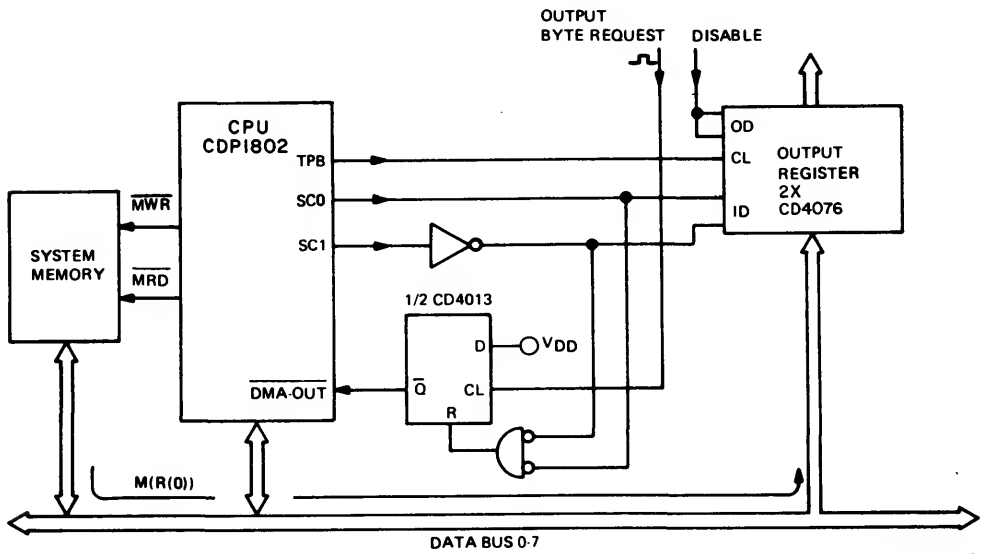 OUTPUT
BYTE REQUEST
DISABLE
CPU
CDP1802
TPB
SC0
SC1
MWR
MRD
SYSTEM
MEMORY
DMA-OUT
OD
CL
ID
OUTPUT
REGISTER
2X
CD4076
1/2 CD4013
D
VDD
Q
CL
R
M(R(0))
DATA BUS 0-7